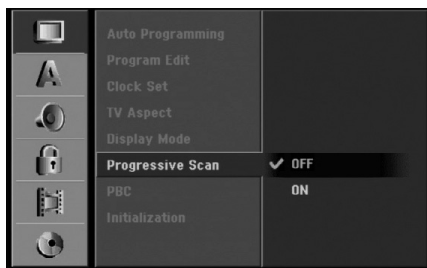 Auto Programming
Program Edit
Clock Set
TV Aspect
Display Mode
Progressive Scan ✔ OFF
PBC ON
Initialization